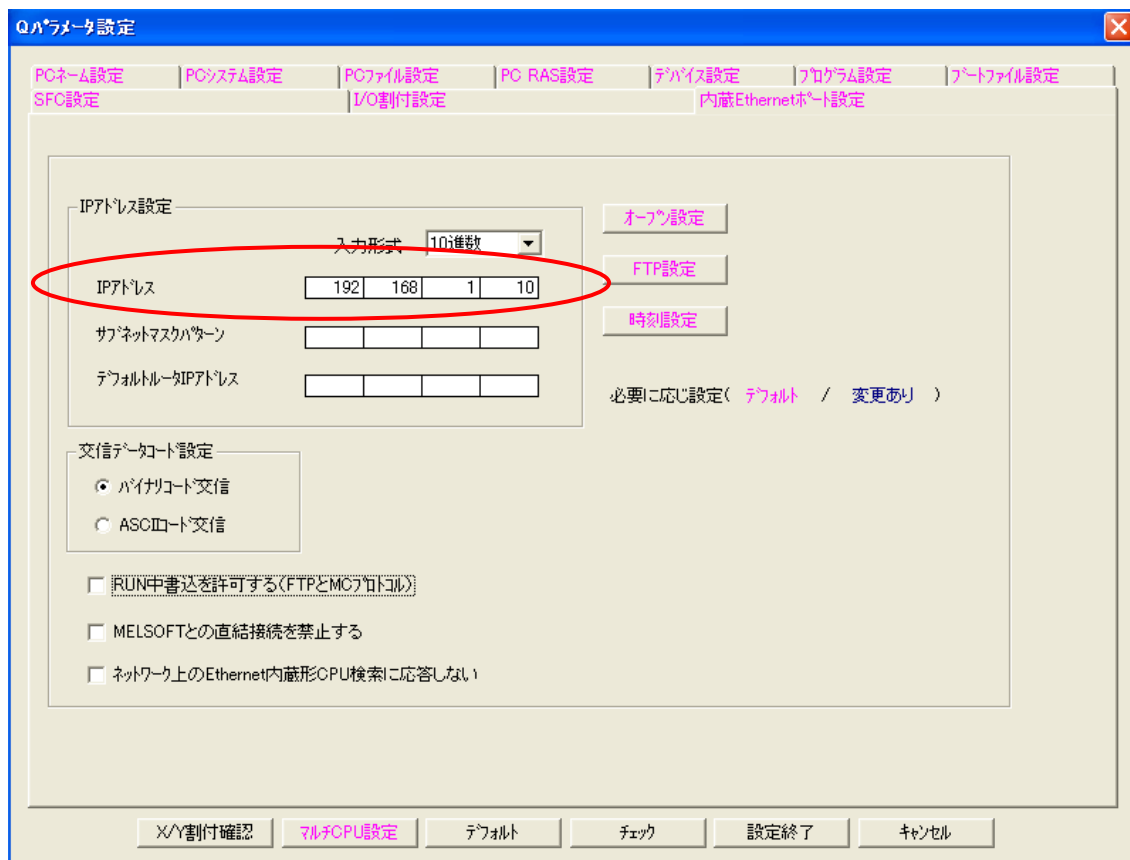 Qパラメータ設定
PCネーム設定 PCシステム設定 PCファイル設定 PC RAS設定 デバイス設定 プログラム設定 ブートファイル設定
SFC設定 I/O割付設定 内蔵Ethernetポート設定
IPアドレス設定
入力形式 10進数
IPアドレス 192 168 1 10
サブネットマスクパターン
デフォルトルータIPアドレス
オープン設定
FTP設定
時刻設定
必要に応じ設定( デフォルト / 変更あり )
交信データコード設定
バイナリコード交信
ASCIIコード交信
RUN中書込を許可する(FTPとMCプロトコル)
MELSOFTとの直結接続を禁止する
ネットワーク上のEthernet内蔵形CPU検索に応答しない
X/Y割付確認 マルチCPU設定 デフォルト チェック 設定終了 キャンセル